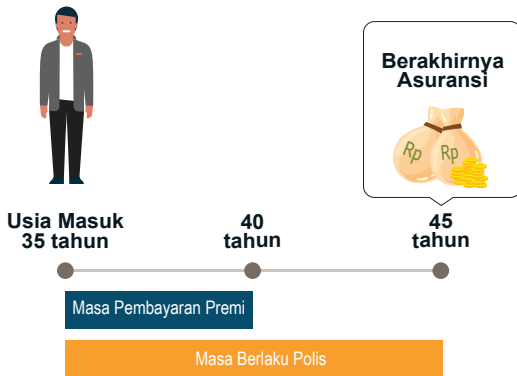 Berakhirnya
Asuransi
Rp
Rp
Usia Masuk
35 tahun
40
tahun
45
tahun
Masa Pembayaran Premi
Masa Berlaku Polis